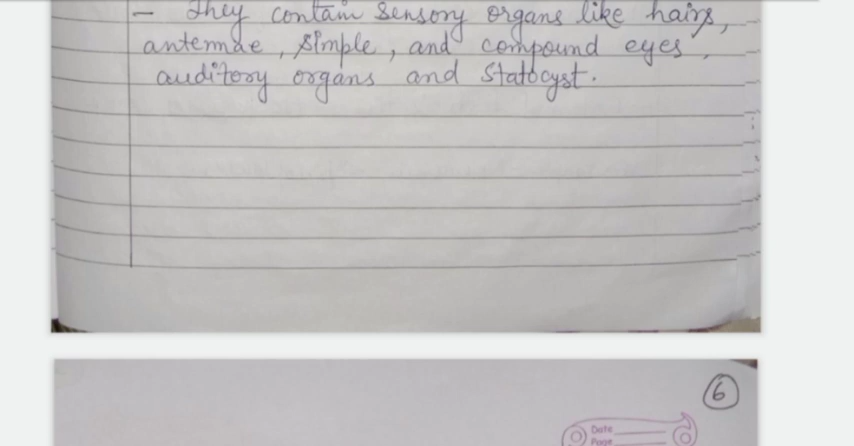 - They contain Sensory organs like hairs,
antennae, simple, and compound eyes,
auditory organs and Statocyst.
6
Date
Page